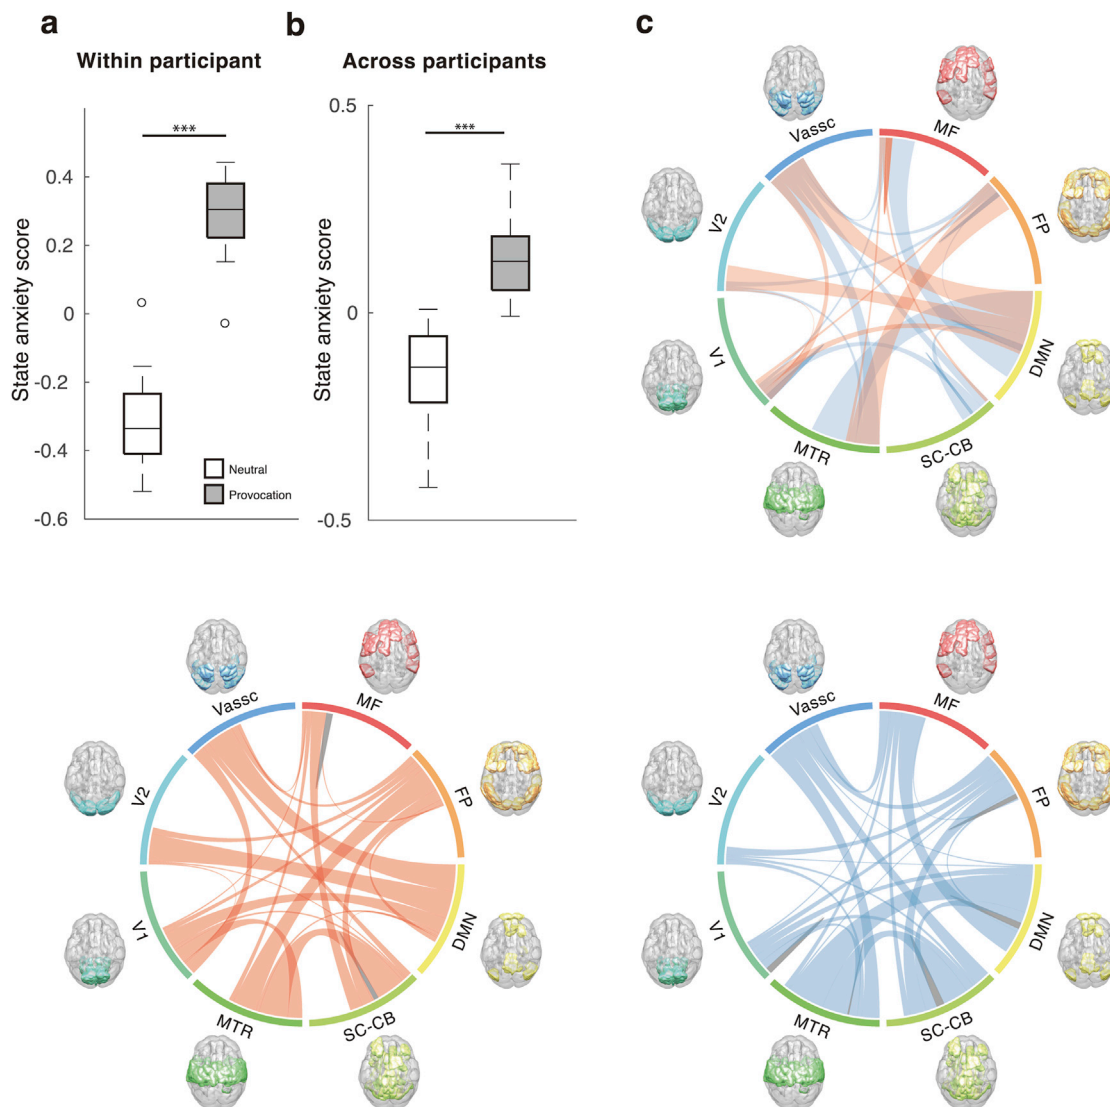 a
Within participant
***
State anxiety score
0.4
0.2
0
-0.2
-0.4
-0.6
Neutral
Provocation
b
Across participants
***
State anxiety score
0.5
0
-0.5
c
Vassc
MF
V2
FP
V1
DMN
MTR
SC-CB
Vassc
MF
V2
FP
V1
DMN
MTR
SC-CB
Vassc
MF
V2
FP
V1
DMN
MTR
SC-CB